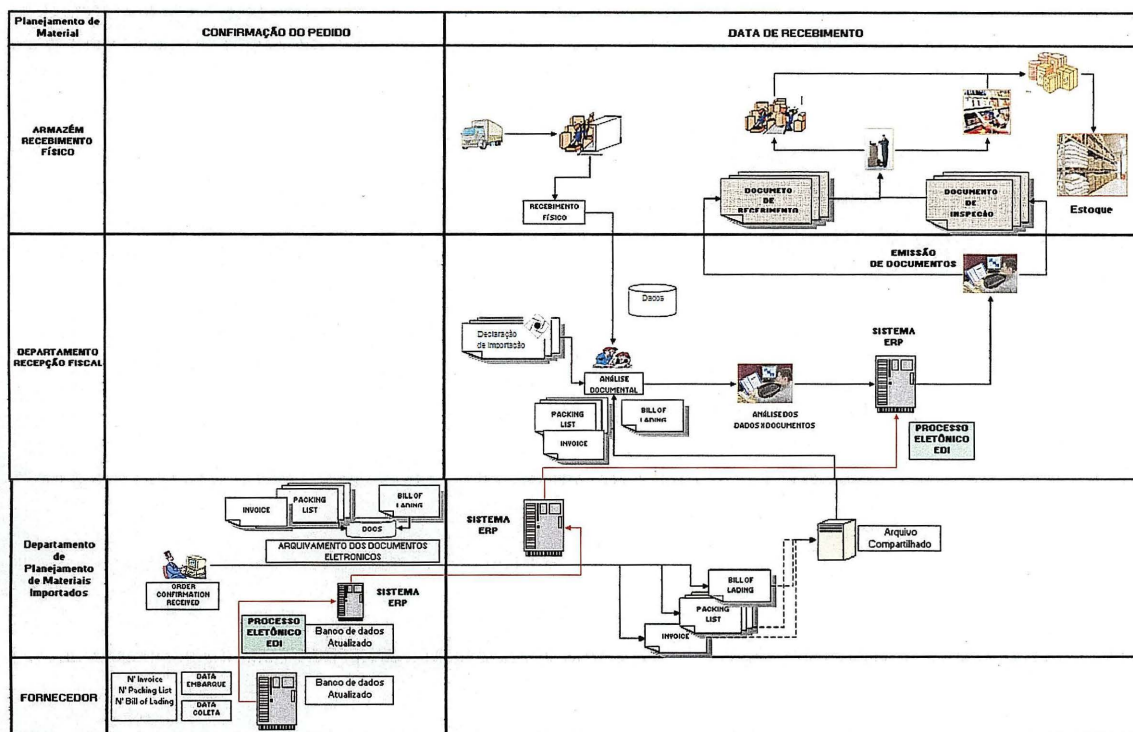 Planejamento de
Material
CONFIRMAÇÃO DO PEDIDO
DATA DE RECEBIMENTO
ARMAZÉM
RECEBIMENTO
FÍSICO
RECEBIMENTO
FÍSICO
DOCUMETO
DE
RECEBIMENTO
DOCUMENTO
DE
INSPEÇÃO
Estoque
EMISSÃO
DE DOCUMENTOS
DEPARTAMENTO
RECEPÇÃO FISCAL
Dados
Declaração
de Importação
ANÁLISE
DOCUMENTAL
PACKING
LIST
INVOICE
BILL OF
LADING
ANÁLISE DOS
DADOS X DOCUMENTOS
SISTEMA
ERP
PROCESSO
ELETÔNICO
EDI
Departamento
de
Planejamento
de Materiais
Importados
INVOICE
PACKING
LIST
BILL OF
LADING
DOCS
ARQUIVAMENTO DOS DOCUMENTOS
ELETRONICOS
ORDER
CONFIRMATION
RECEIVED
SISTEMA
ERP
PROCESSO
ELETÔNICO
EDI
Banco de dados
Atualizado
SISTEMA
ERP
BILL OF
LADING
PACKING
LIST
INVOICE
Arquivo
Compartilhado
FORNECEDOR
N' Invoice
N' Packing List
N' Bill of Lading
DATA
EMBARQUE
DATA
COLETA
Banco de dados
Atualizado